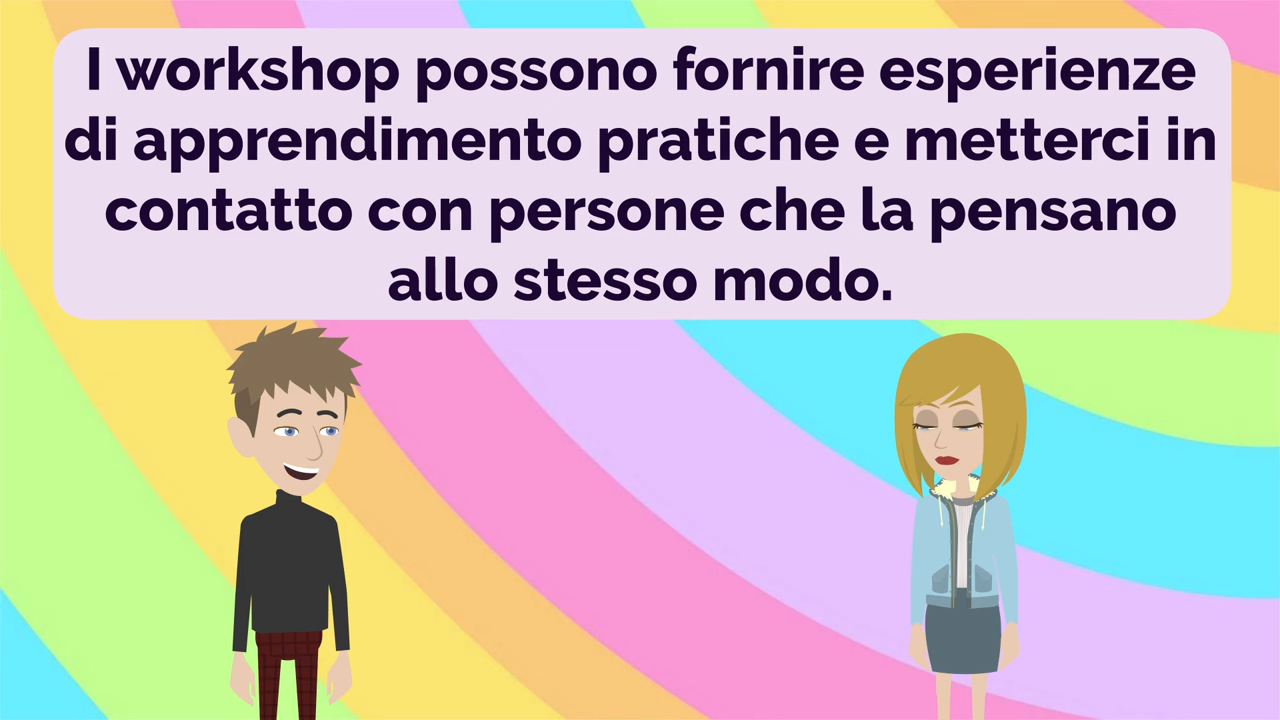 I workshop possono fornire esperienze
di apprendimento pratiche e metterci in
contatto con persone che la pensano
allo stesso modo.